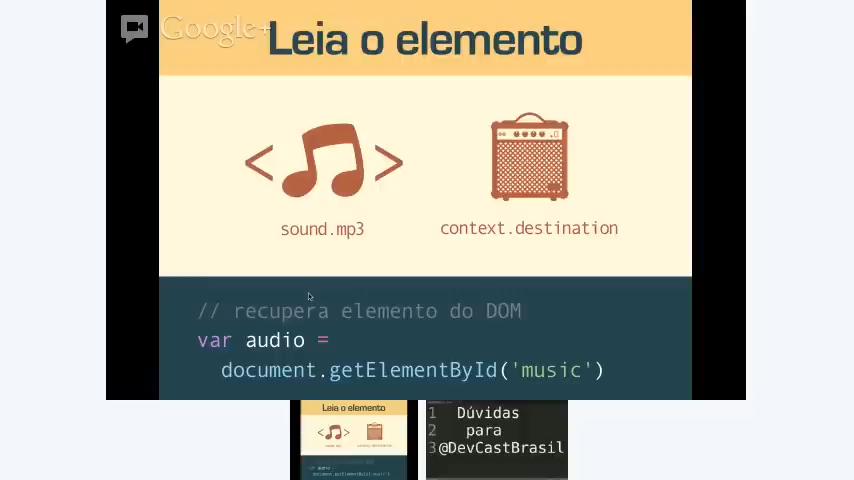 Google+
Leia o elemento
sound.mp3
context.destination
// recupera elemento do DOM
var audio =
document.getElementById('music')
Leia o elemento
1 Dúvidas
2 para
3 @DevCastBrasil